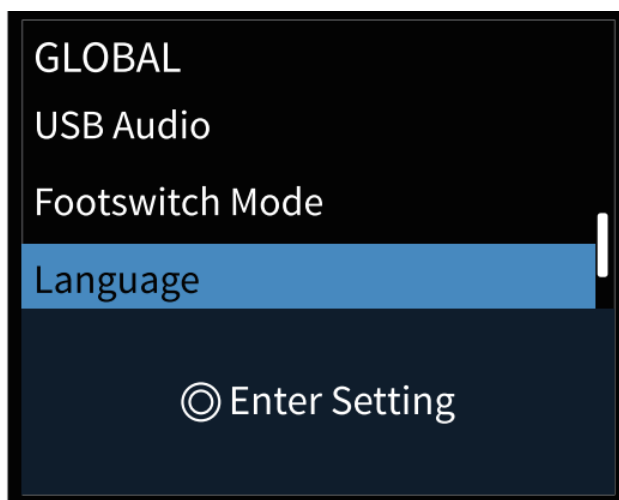 GLOBAL
USB Audio
Footswitch Mode
Language
Enter Setting